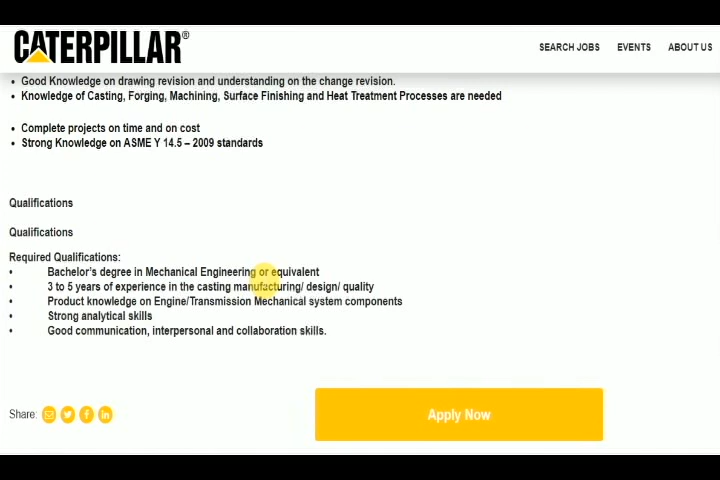 CATERPILLAR®
SEARCH JOBS EVENTS ABOUT US
• Good Knowledge on drawing revision and understanding on the change revision.
• Knowledge of Casting, Forging, Machining, Surface Finishing and Heat Treatment Processes are needed
• Complete projects on time and on cost
• Strong Knowledge on ASME Y 14.5 – 2009 standards
Qualifications
Qualifications
Required Qualifications:
• Bachelor's degree in Mechanical Engineering or equivalent
• 3 to 5 years of experience in the casting manufacturing/ design/ quality
• Product knowledge on Engine/Transmission Mechanical system components
• Strong analytical skills
• Good communication, interpersonal and collaboration skills.
Share:
Apply Now